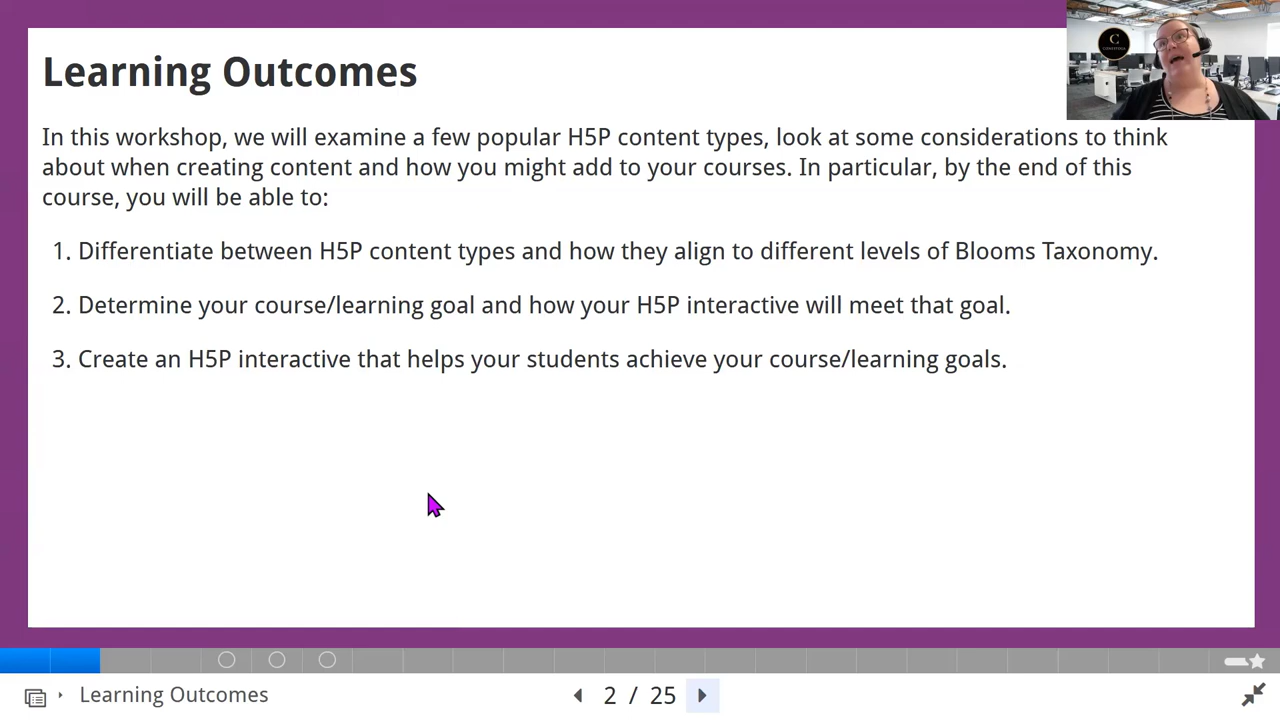 Learning Outcomes
In this workshop, we will examine a few popular H5P content types, look at some considerations to think
about when creating content and how you might add to your courses. In particular, by the end of this
course, you will be able to:
1. Differentiate between H5P content types and how they align to different levels of Blooms Taxonomy.
2. Determine your course/learning goal and how your H5P interactive will meet that goal.
3. Create an H5P interactive that helps your students achieve your course/learning goals.
C
Learning Outcomes
2 / 25